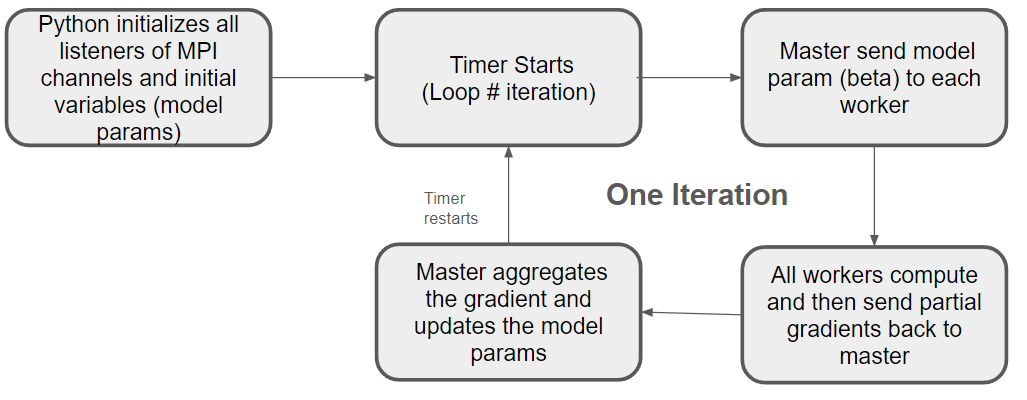 Python initializes all
listeners of MPI
channels and initial
variables (model
params)
Timer Starts
(Loop # iteration)
Master send model
param (beta) to each
worker
One Iteration
Timer
restarts
Master aggregates
the gradient and
updates the model
params
All workers compute
and then send partial
gradients back to
master